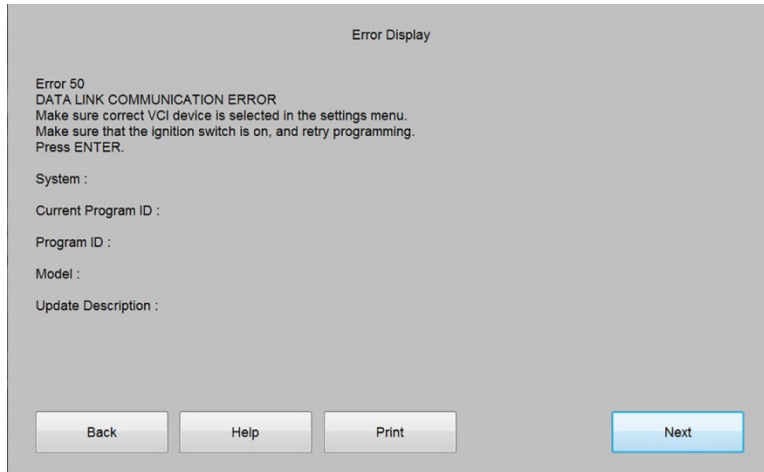 Error Display
Error 50
DATA LINK COMMUNICATION ERROR
Make sure correct VCI device is selected in the settings menu.
Make sure that the ignition switch is on, and retry programming.
Press ENTER.
System :
Current Program ID :
Program ID :
Model :
Update Description :
Back
Help
Print
Next